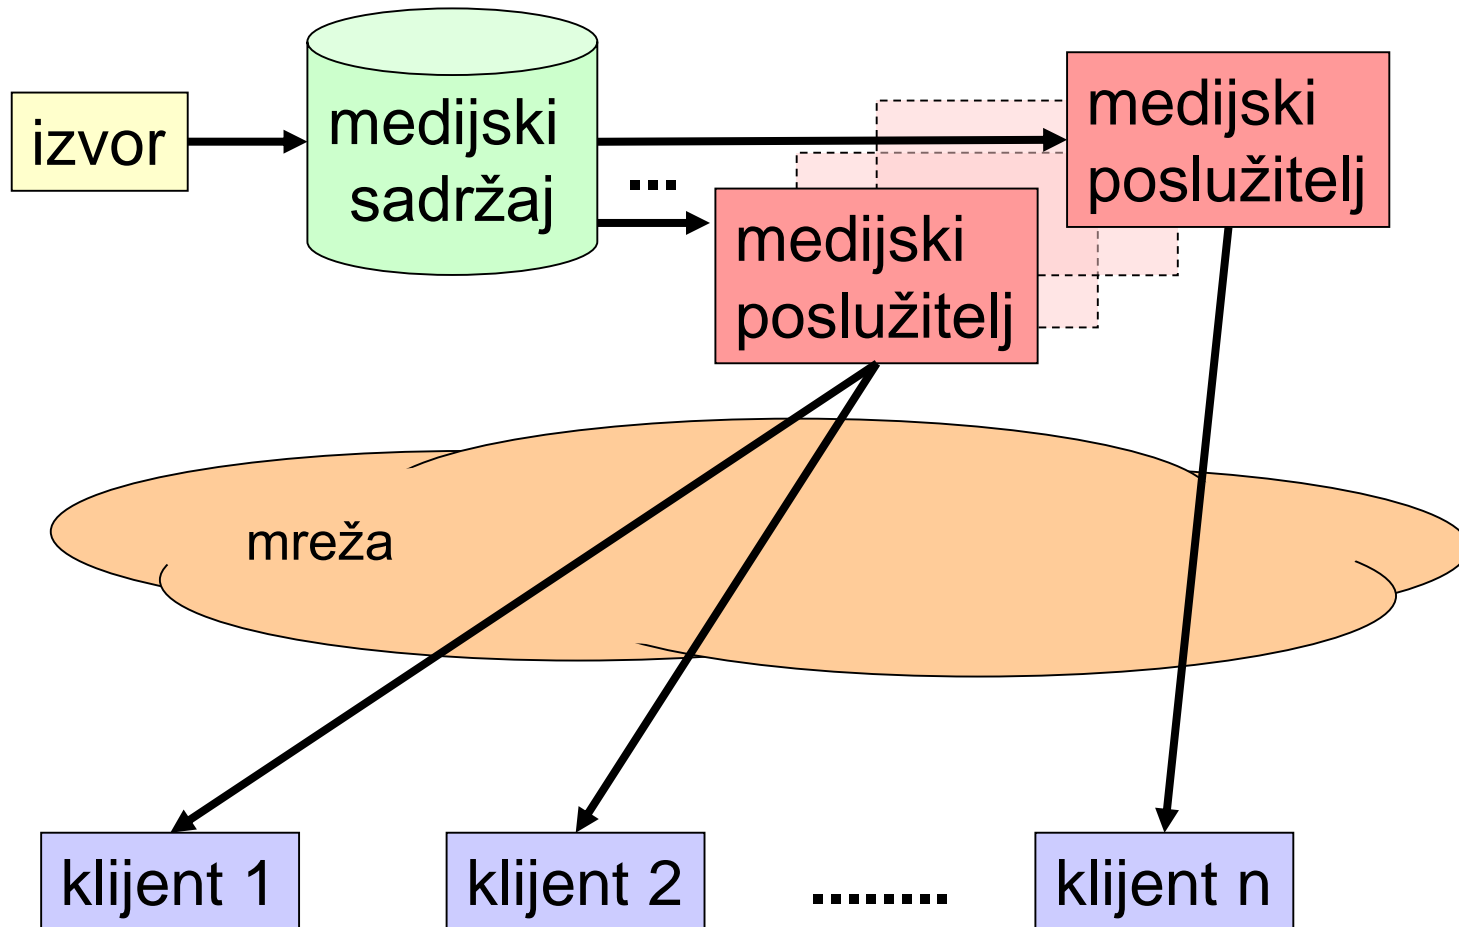 izvor
medijski
sadržaj
...
medijski
poslužitelj
medijski
poslužitelj
mreža
klijent 1
klijent 2
.........
klijent n